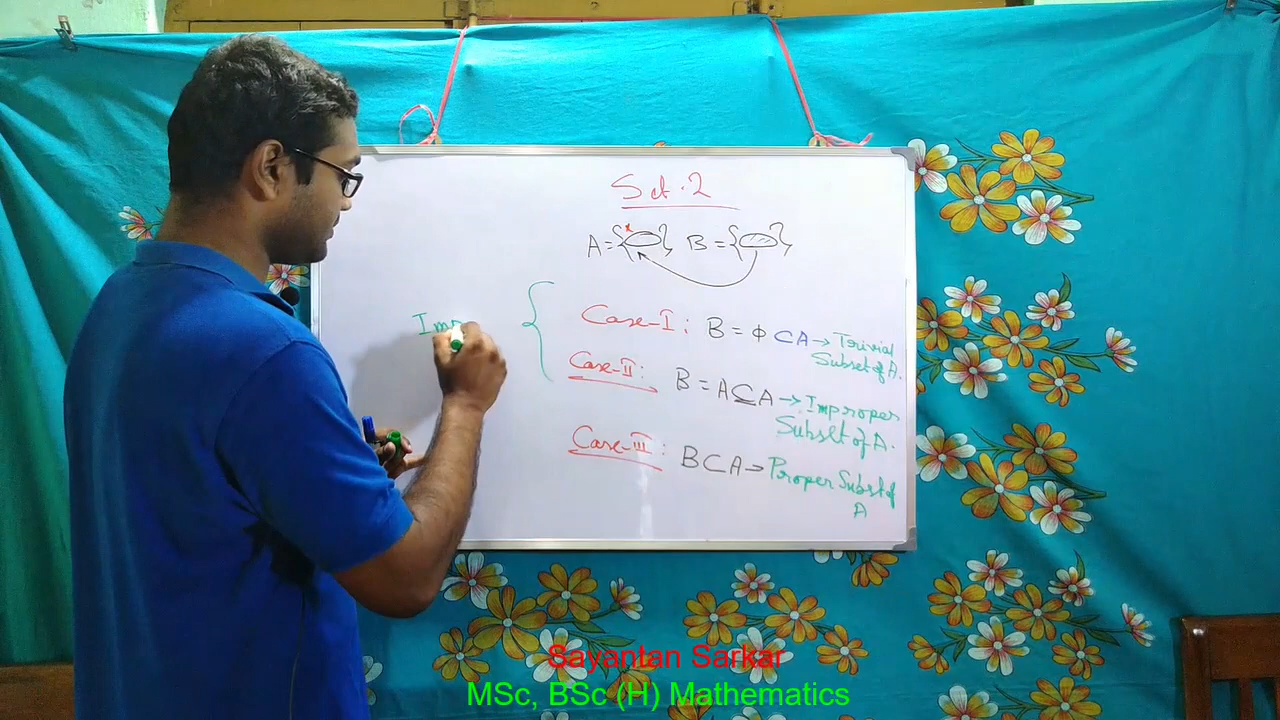 Set·2
A={ }, B={ },
Case-I: B = ϕ ⊂ A → Trivial
Subset of A.
Imp
Case-II: B = A ⊆ A → Improper
Subset of A.
Case-III: B ⊂ A → Proper Subset of
A
Sayantan Sarkar
MSc, BSc (H) Mathematics